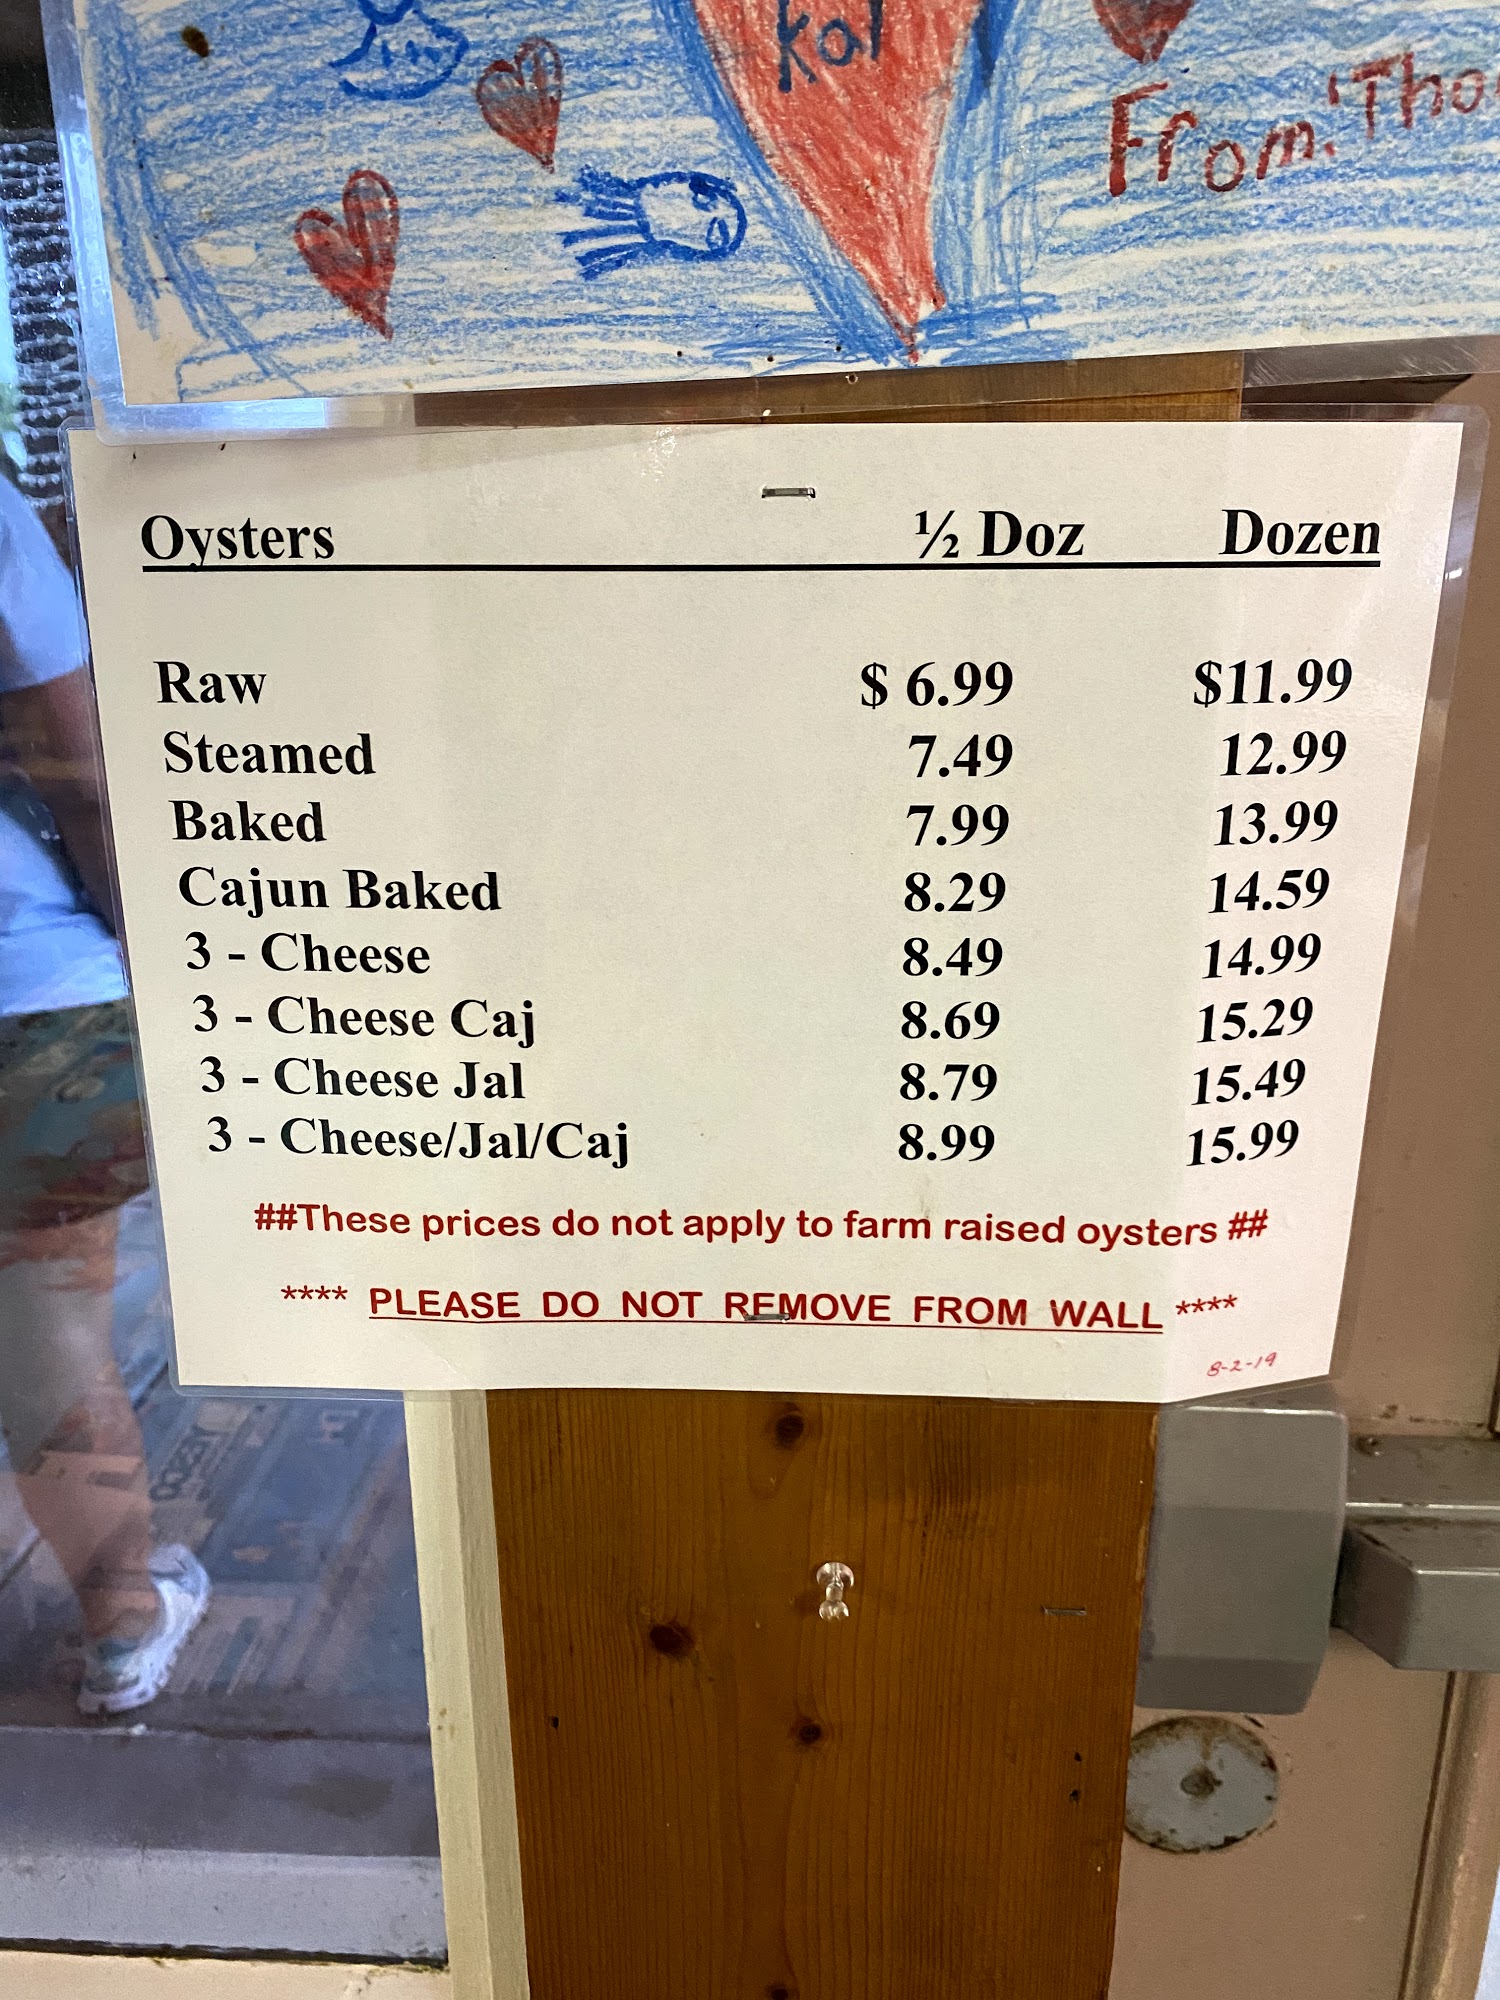 kal
From:
Oysters ½ Doz Dozen
Raw $ 6.99 $11.99
Steamed 7.49 12.99
Baked 7.99 13.99
Cajun Baked 8.29 14.59
3 - Cheese 8.49 14.99
3 - Cheese Caj 8.69 15.29
3 - Cheese Jal 8.79 15.49
3 - Cheese/Jal/Caj 8.99 15.99
##These prices do not apply to farm raised oysters ##
**** PLEASE DO NOT REMOVE FROM WALL ****
8-2-19